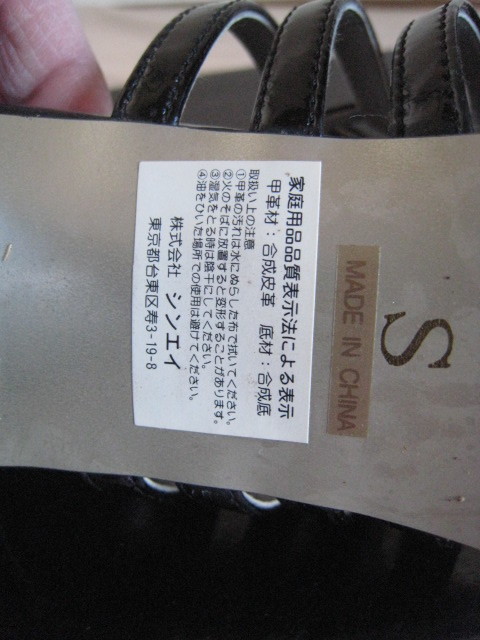 家庭用品品質表示法による表示
甲革材：合成皮革　底材：合成底
取扱い上の注意
①甲革の汚れは水にぬらした布で拭いてください。
②火のそばに放置すると変形することがあります。
③湿気をとる時は陰干にしてください。
④油をひいた場所での使用は避けてください。
株式会社 シンエイ
東京都台東区寿3-19-8
MADE IN CHINA
S